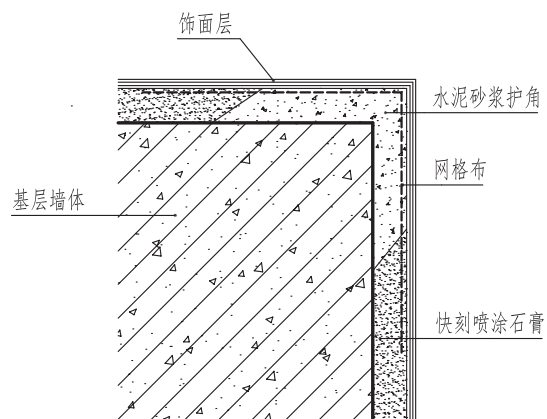 饰面层
水泥砂浆护角
网格布
基层墙体
快刻喷涂石膏